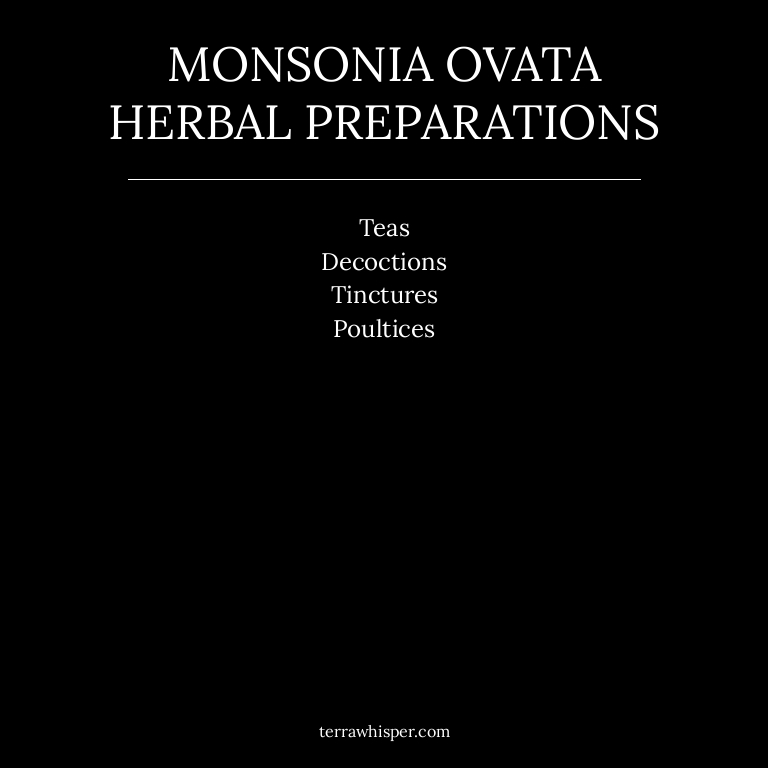 MONSONIA OVATA
HERBAL PREPARATIONS
Teas
Decoctions
Tinctures
Poultices
terrawhisper.com